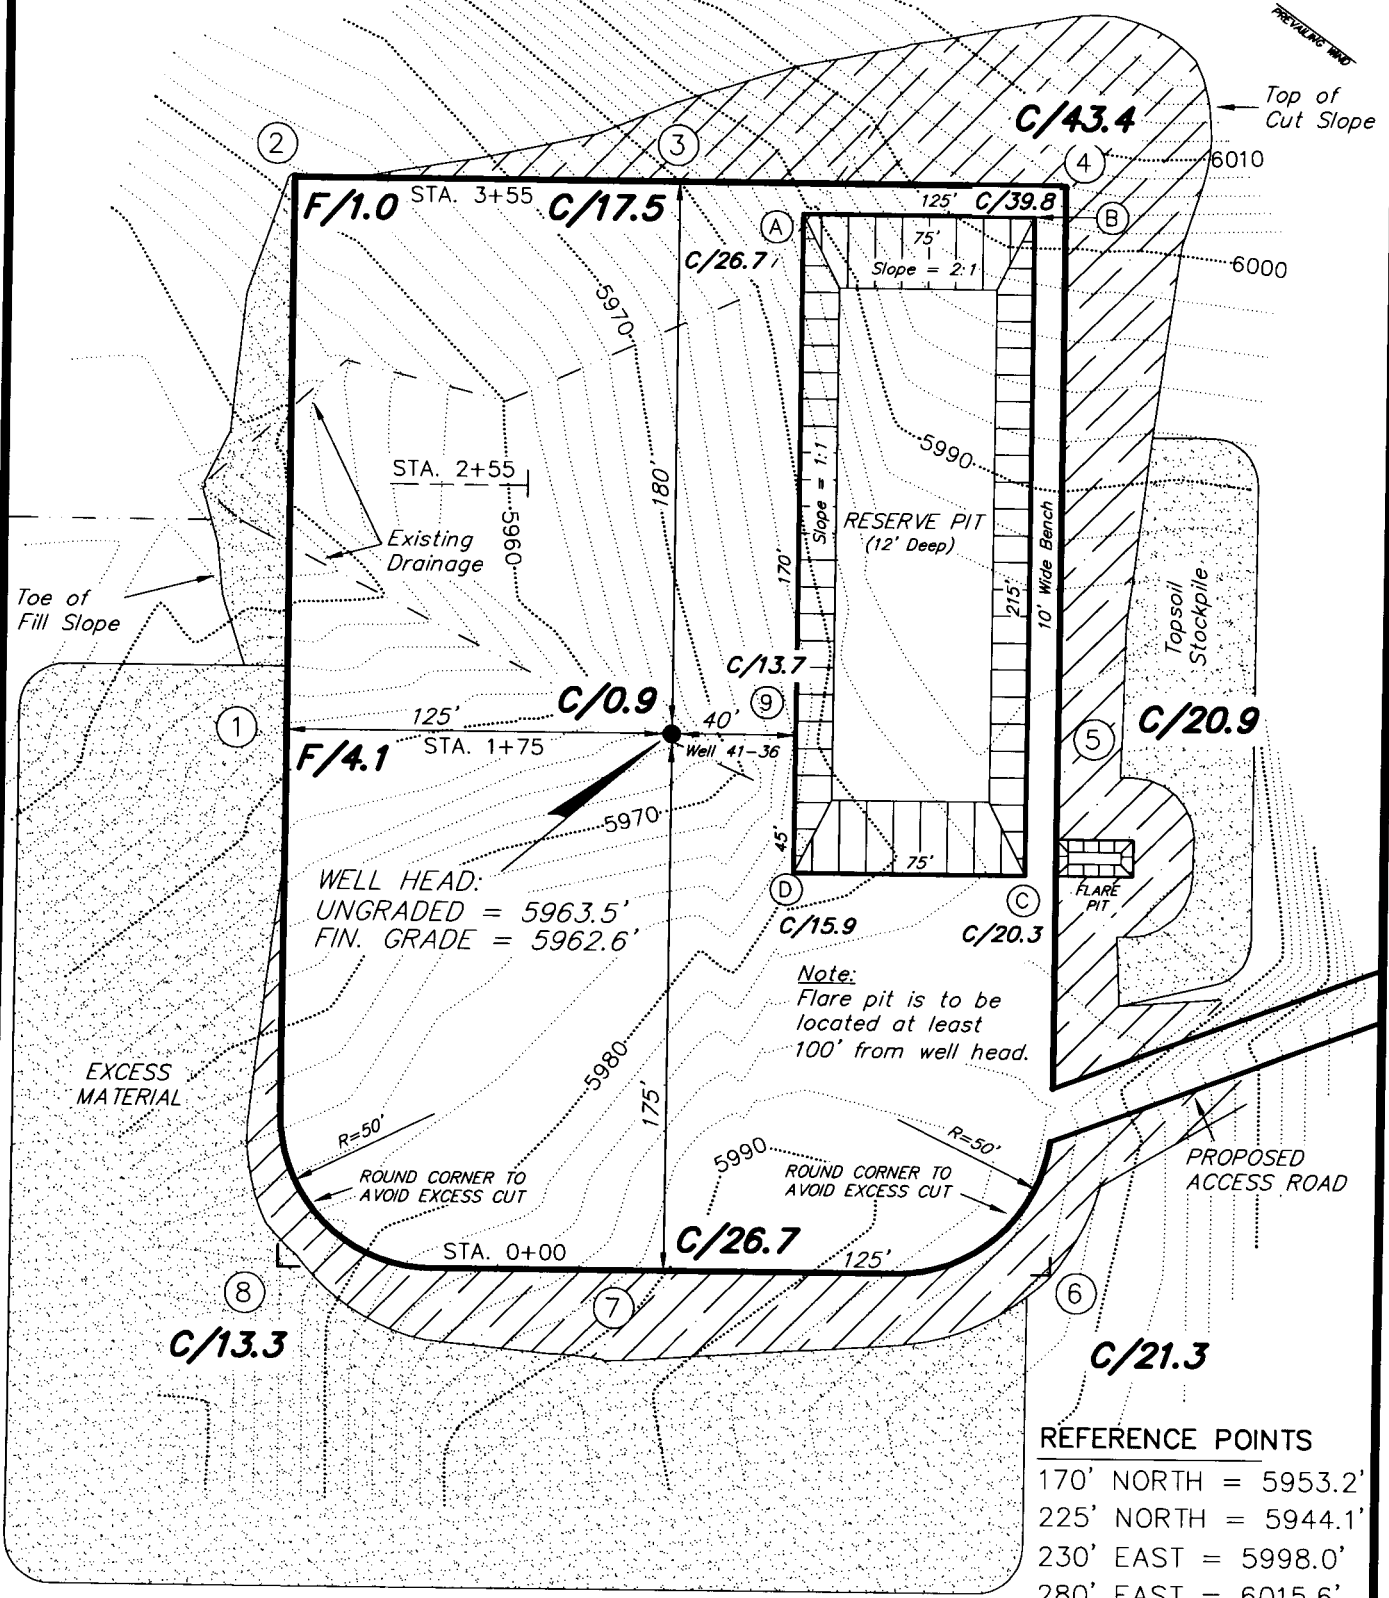 PREVAILING WIND
Top of
Cut Slope
C/43.4
2
3
4
6010
F/1.0
STA. 3+55
C/17.5
125'
C/39.8
A
B
75'
C/26.7
Slope = 2:1
6000
5970
5990
STA. 2+55
180'
Slope = 1:1
RESERVE PIT
(12' Deep)
10' Wide Bench
5960
Existing
Drainage
170'
215'
Topsoil
Stockpile
Toe of
Fill Slope
C/13.7
C/0.9
9
1
125'
40'
5
C/20.9
STA. 1+75
F/4.1
Well 41-36
5970
45'
75'
D
C
FLARE
PIT
WELL HEAD:
UNGRADED = 5963.5'
FIN. GRADE = 5962.6'
C/15.9
C/20.3
Note:
Flare pit is to be
located at least
100' from well head.
EXCESS
MATERIAL
5980
175'
R=50'
R=50'
5990
PROPOSED
ACCESS ROAD
ROUND CORNER TO
AVOID EXCESS CUT
ROUND CORNER TO
AVOID EXCESS CUT
STA. 0+00
C/26.7
125'
8
7
6
C/13.3
C/21.3
REFERENCE POINTS
170' NORTH = 5953.2'
225' NORTH = 5944.1'
230' EAST = 5998.0'
280' EAST = 6015.6'